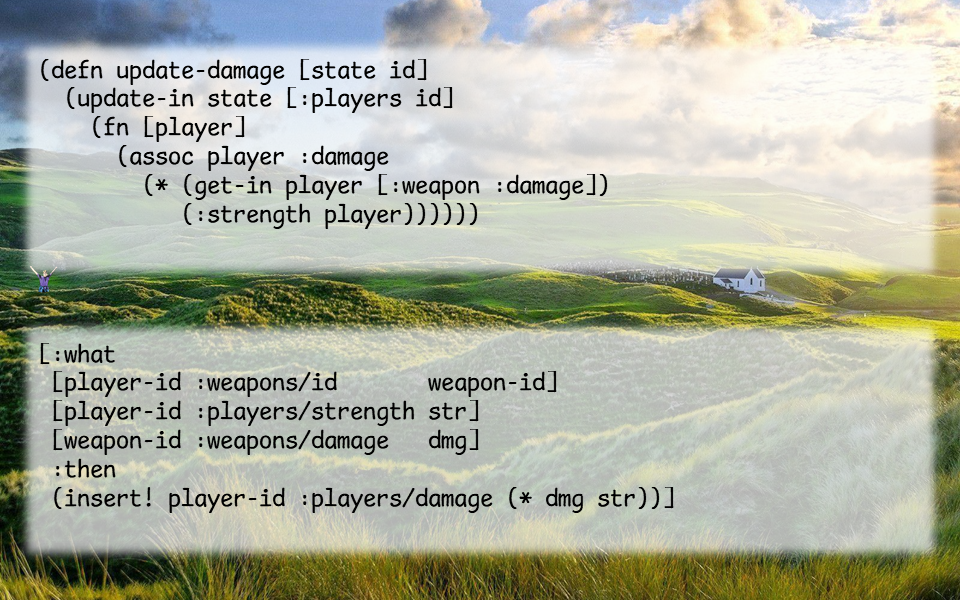 (defn update-damage [state id]
  (update-in state [:players id]
    (fn [player]
      (assoc player :damage
        (* (get-in player [:weapon :damage])
           (:strength player))))))
[:what
 [player-id :weapons/id       weapon-id]
 [player-id :players/strength str]
 [weapon-id :weapons/damage   dmg]
 :then
 (insert! player-id :players/damage (* dmg str))]